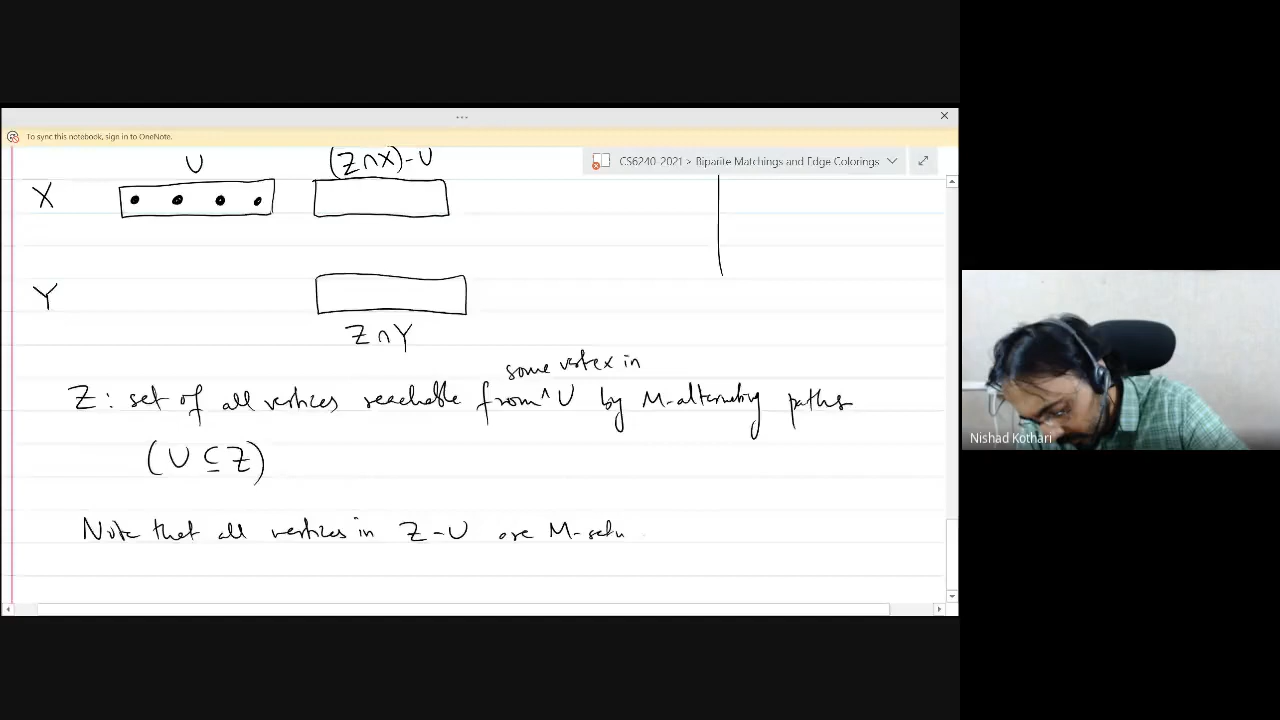 To sync this notebook, sign in to OneNote.
CS6240-2021 > Biparite Matchings and Edge Colorings
U (Z∩X)-U
X
Y
Z∩Y
some vertex in
Z : set of all vertices reachable from ^ U by M-alternating paths
(U ⊆ Z)
Note that all vertices in Z-U are M-satu
Nishad Kothari